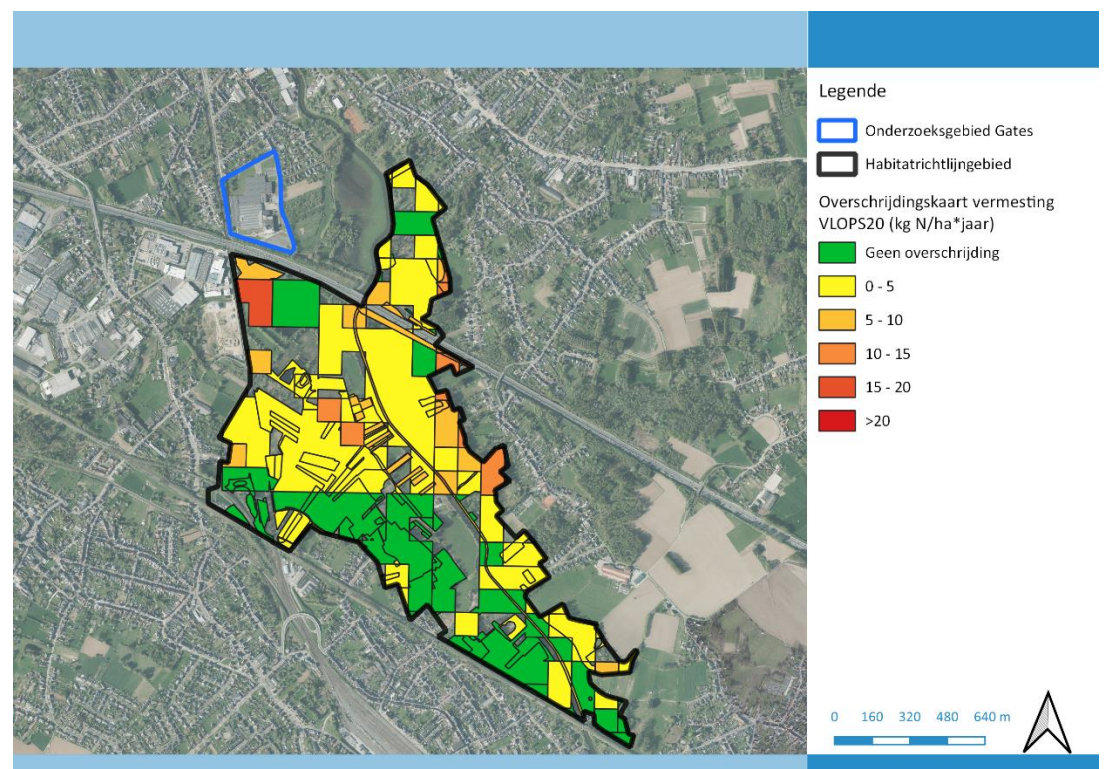 Legende
Onderzoeksgebied Gates
Habitatrichtlijngebied
Overschrijdingskaart vermesting
VLOPS20 (kg N/ha*jaar)
Geen overschrijding
0 - 5
5 - 10
10 - 15
15 - 20
>20
0 160 320 480 640 m